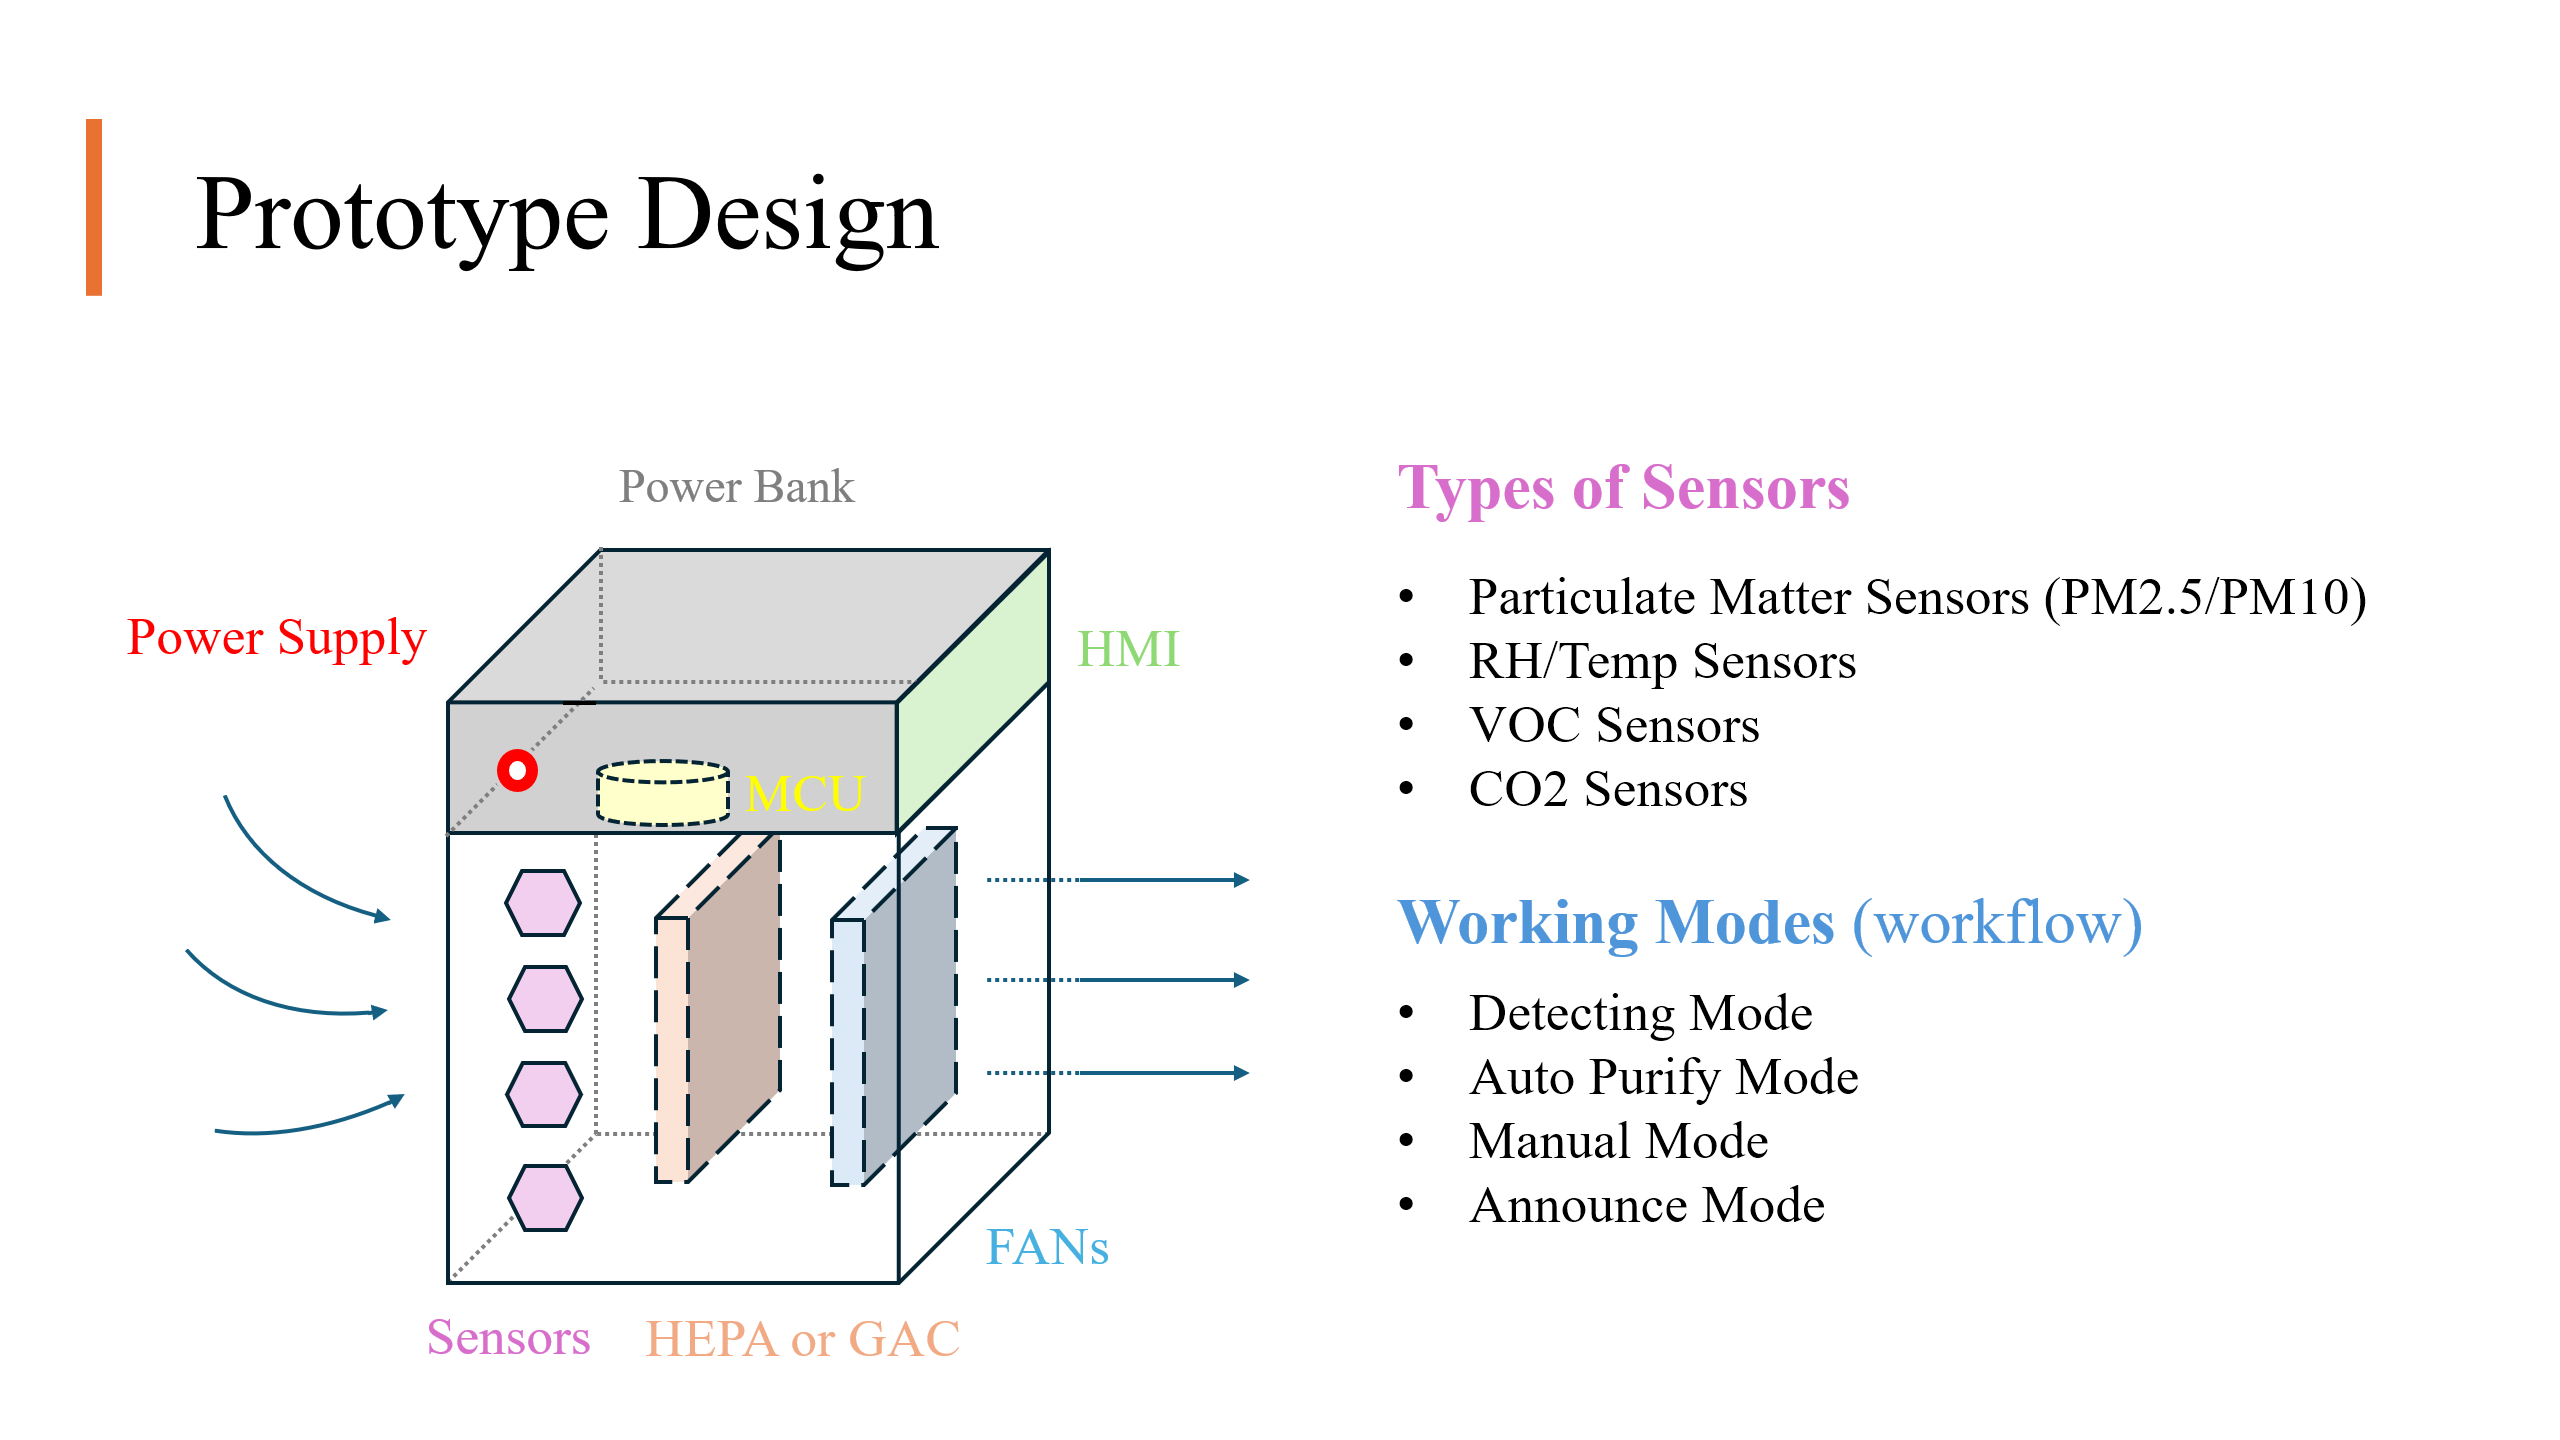 Prototype Design
Power Bank
Power Supply
HMI
MCU
FANs
Sensors
HEPA or GAC
Types of Sensors
• Particulate Matter Sensors (PM2.5/PM10)
• RH/Temp Sensors
• VOC Sensors
• CO2 Sensors
Working Modes (workflow)
• Detecting Mode
• Auto Purify Mode
• Manual Mode
• Announce Mode